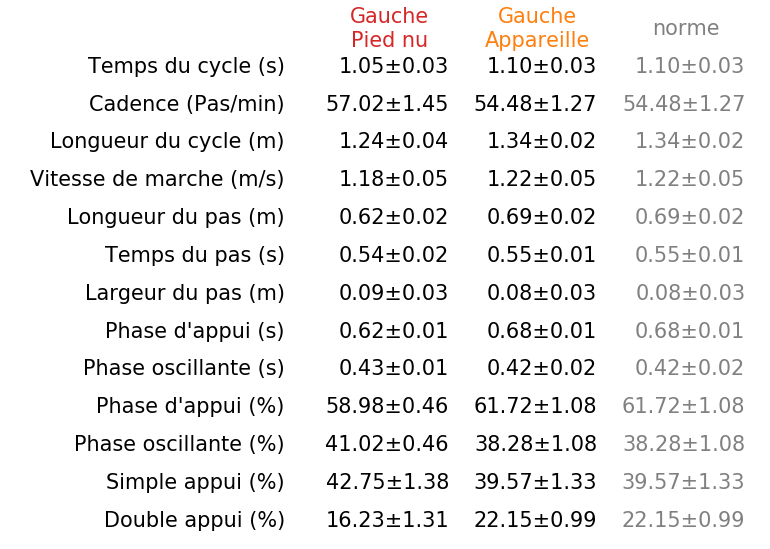 Gauche Gauche norme
Pied nu Appareille
Temps du cycle (s) 1.05±0.03 1.10±0.03 1.10±0.03
Cadence (Pas/min) 57.02±1.45 54.48±1.27 54.48±1.27
Longueur du cycle (m) 1.24±0.04 1.34±0.02 1.34±0.02
Vitesse de marche (m/s) 1.18±0.05 1.22±0.05 1.22±0.05
Longueur du pas (m) 0.62±0.02 0.69±0.02 0.69±0.02
Temps du pas (s) 0.54±0.02 0.55±0.01 0.55±0.01
Largeur du pas (m) 0.09±0.03 0.08±0.03 0.08±0.03
Phase d'appui (s) 0.62±0.01 0.68±0.01 0.68±0.01
Phase oscillante (s) 0.43±0.01 0.42±0.02 0.42±0.02
Phase d'appui (%) 58.98±0.46 61.72±1.08 61.72±1.08
Phase oscillante (%) 41.02±0.46 38.28±1.08 38.28±1.08
Simple appui (%) 42.75±1.38 39.57±1.33 39.57±1.33
Double appui (%) 16.23±1.31 22.15±0.99 22.15±0.99